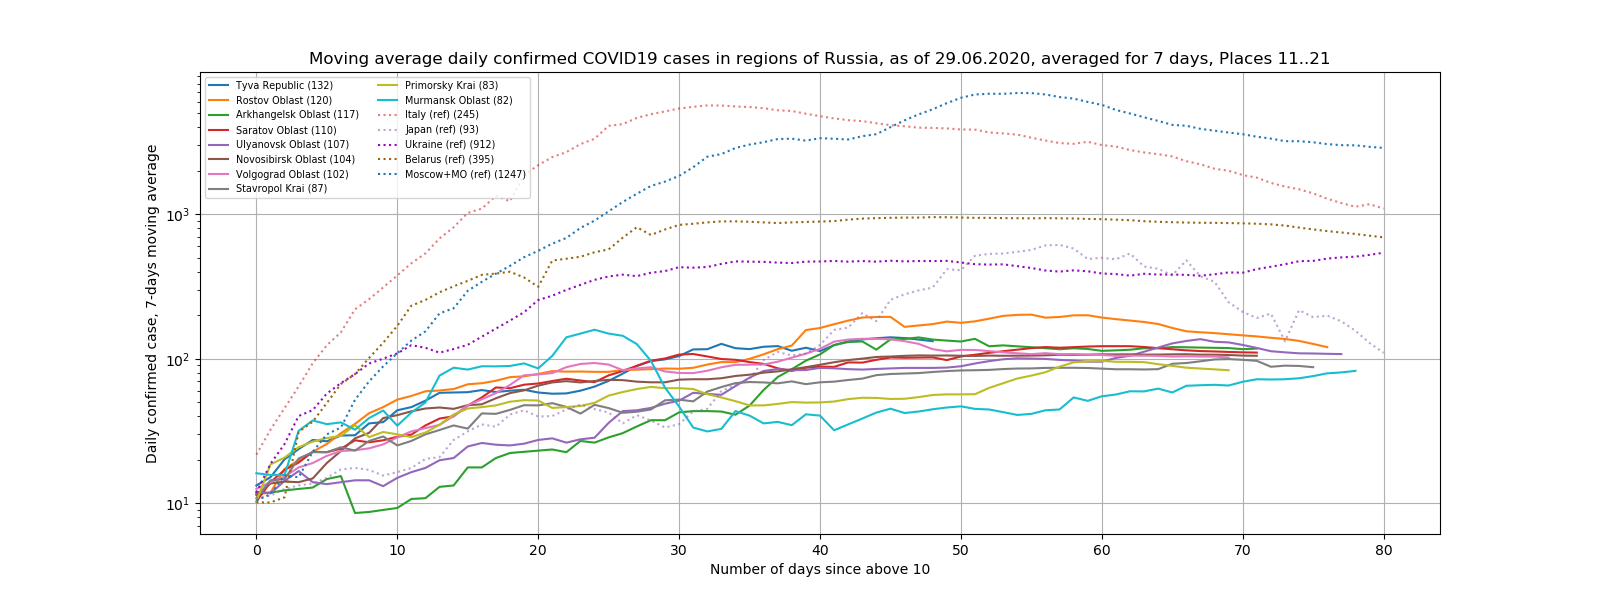 Moving average daily confirmed COVID19 cases in regions of Russia, as of 29.06.2020, averaged for 7 days, Places 11..21
Daily confirmed case, 7-days moving average
10³
10²
10¹
Tyva Republic (132)
Rostov Oblast (120)
Arkhangelsk Oblast (117)
Saratov Oblast (110)
Ulyanovsk Oblast (107)
Novosibirsk Oblast (104)
Volgograd Oblast (102)
Stavropol Krai (87)
Primorsky Krai (83)
Murmansk Oblast (82)
Italy (ref) (245)
Japan (ref) (93)
Ukraine (ref) (912)
Belarus (ref) (395)
Moscow+MO (ref) (1247)
0 10 20 30 40 50 60 70 80
Number of days since above 10